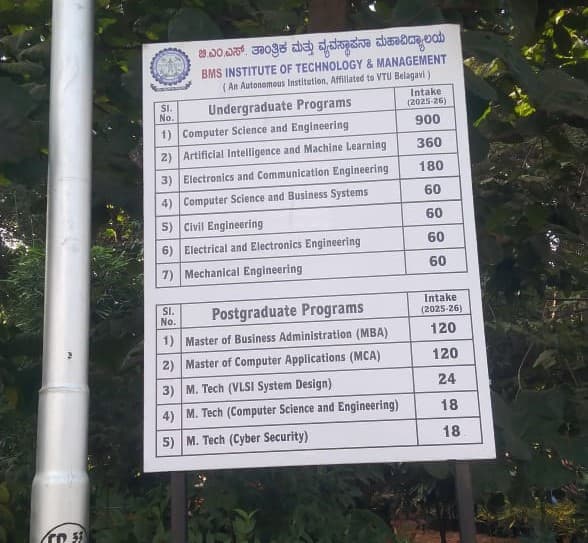 ಬಿ.ಎಂ.ಎಸ್. ತಾಂತ್ರಿಕ ಮತ್ತು ವ್ಯವಸ್ಥಾಪನಾ ಮಹಾವಿದ್ಯಾಲಯ
BMS INSTITUTE OF TECHNOLOGY & MANAGEMENT
( An Autonomous Institution, Affiliated to VTU Belagavi )
Sl. No. Undergraduate Programs Intake (2025-26)
1) Computer Science and Engineering 900
2) Artificial Intelligence and Machine Learning 360
3) Electronics and Communication Engineering 180
4) Computer Science and Business Systems 60
5) Civil Engineering 60
6) Electrical and Electronics Engineering 60
7) Mechanical Engineering 60
Sl. No. Postgraduate Programs Intake (2025-26)
1) Master of Business Administration (MBA) 120
2) Master of Computer Applications (MCA) 120
3) M. Tech (VLSI System Design) 24
4) M. Tech (Computer Science and Engineering) 18
5) M. Tech (Cyber Security) 18